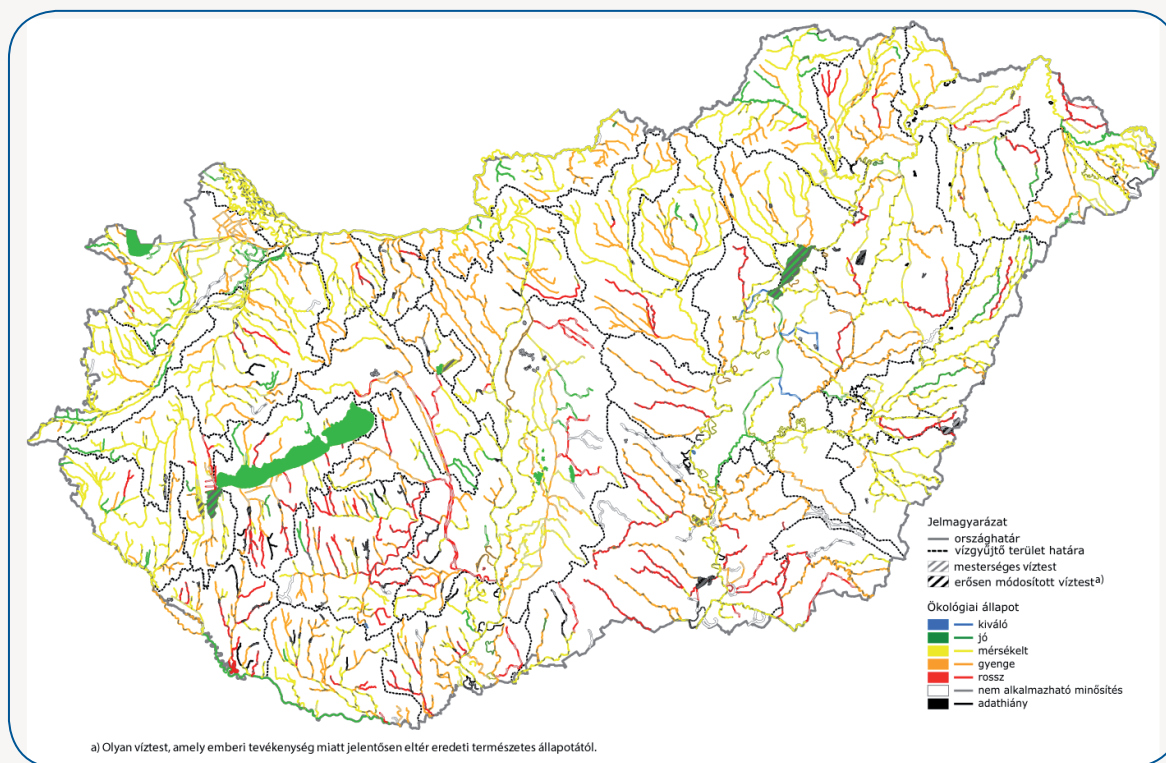 Jelmagyarázat
országhatár
vízgyűjtő terület határa
mesterséges víztest
erősen módosított víztest a)
Ökológiai állapot
kiváló
jó
mérsékelt
gyenge
rossz
nem alkalmazható minősítés
adathiány
a) Olyan víztest, amely emberi tevékenység miatt jelentősen eltér eredeti természetes állapotától.